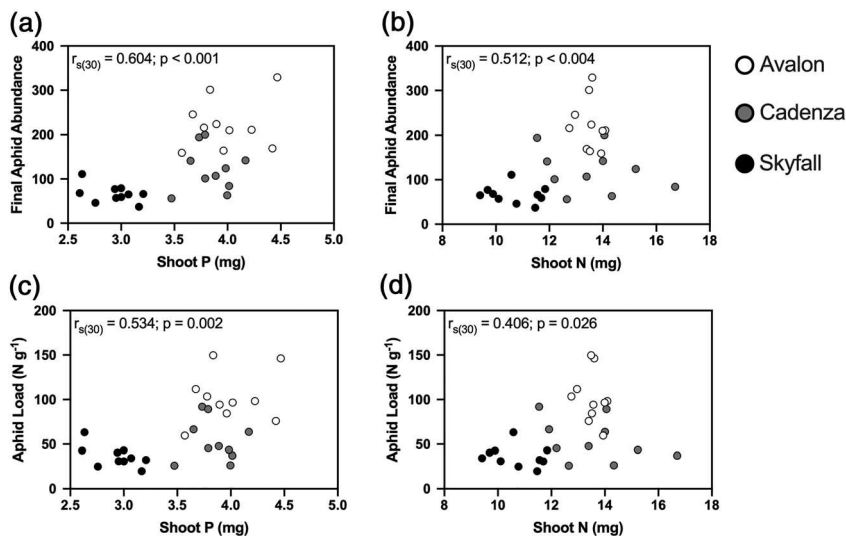 (a)
r_s(30) = 0.604; p < 0.001
Final Aphid Abundance
400
300
200
100
0
2.5 3.0 3.5 4.0 4.5 5.0
Shoot P (mg)
(b)
r_s(30) = 0.512; p < 0.004
Final Aphid Abundance
400
300
200
100
0
8 10 12 14 16 18
Shoot N (mg)
Avalon
Cadenza
Skyfall
(c)
r_s(30) = 0.534; p = 0.002
Aphid Load (N g⁻¹)
200
150
100
50
0
2.5 3.0 3.5 4.0 4.5 5.0
Shoot P (mg)
(d)
r_s(30) = 0.406; p = 0.026
Aphid Load (N g⁻¹)
200
150
100
50
0
8 10 12 14 16 18
Shoot N (mg)